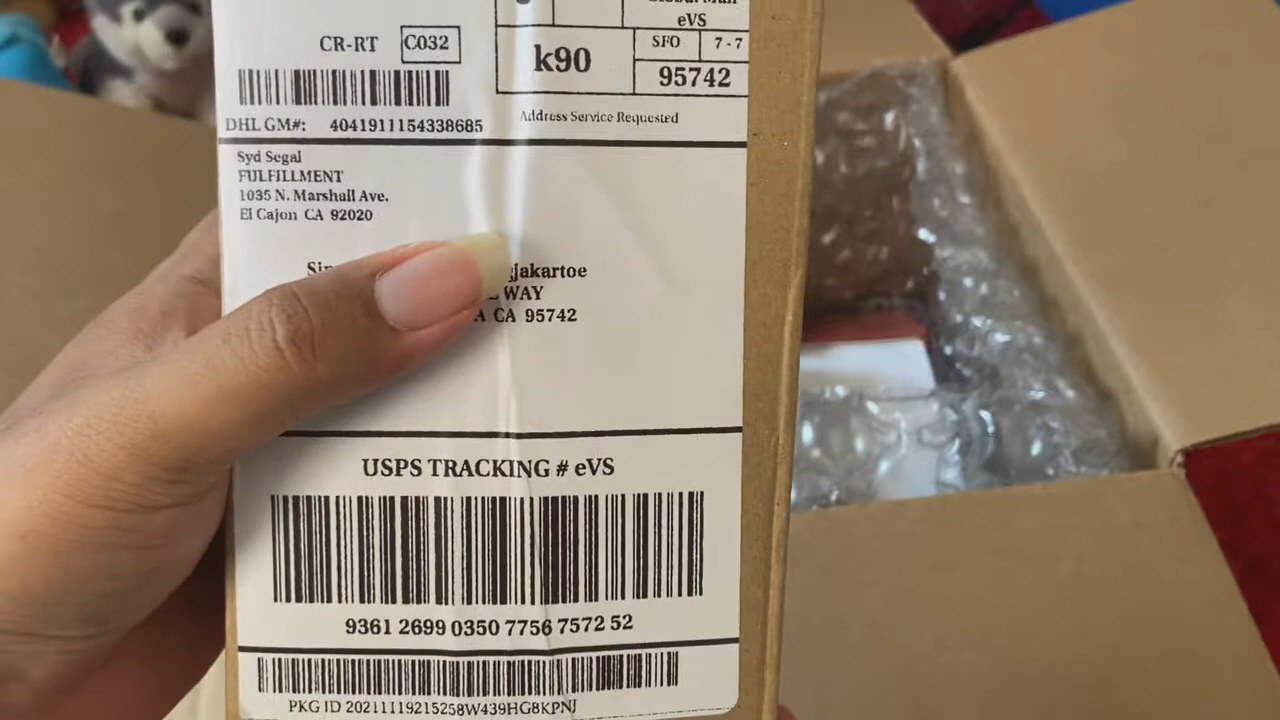 eVS
CR-RT C032
k90
SFO 7-7
95742
Address Service Requested
DHL GM#: 4041911154338685
Syd Segal
FULFILLMENT
1035 N. Marshall Ave.
El Cajon CA 92020
WAY
CA 95742
USPS TRACKING # eVS
9361 2699 0350 7756 7572 52
PKG ID 20211119215258W439HG8KPNJ